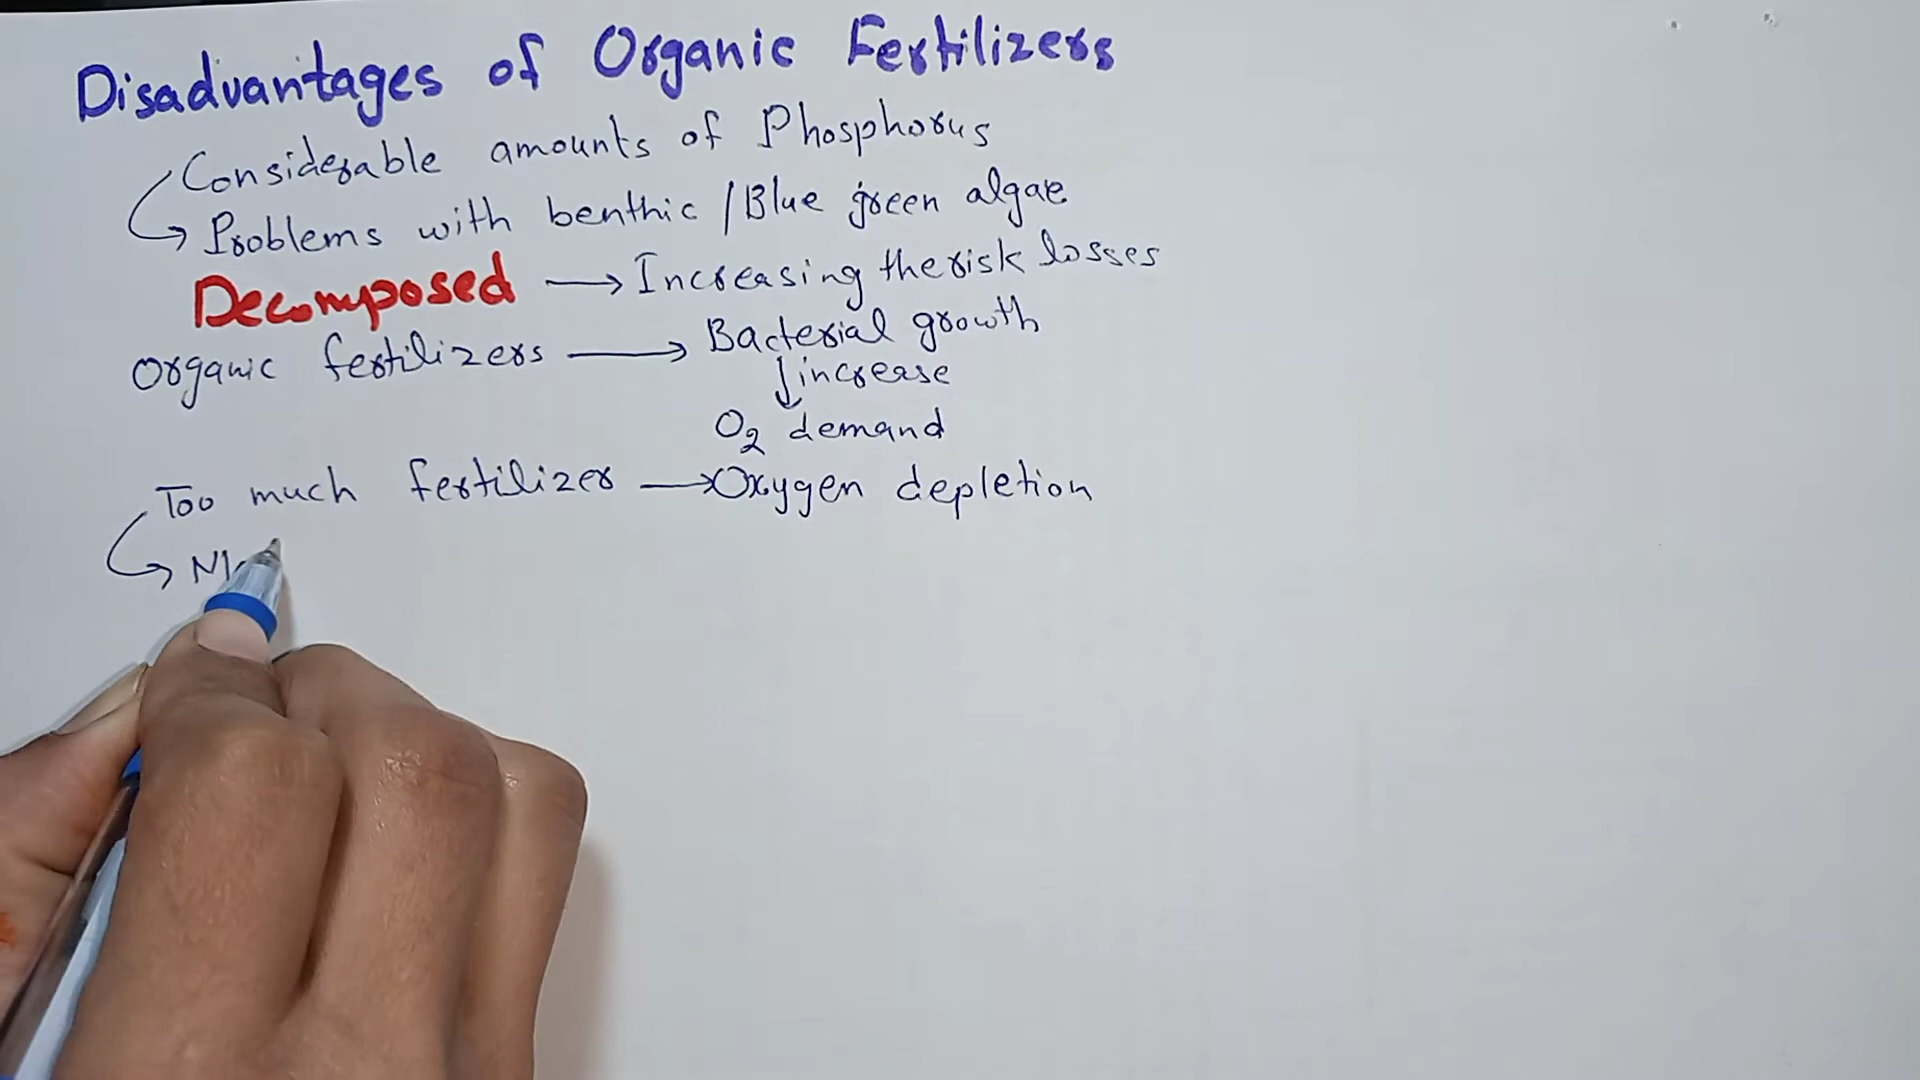 Disadvantages of Organic Fertilizers
Considerable amounts of Phosphorus
Problems with benthic / Blue green algae
Decomposed → Increasing the risk losses
Organic fertilizers → Bacterial growth
↓ increase
O₂ demand
Too much fertilizer → Oxygen depletion